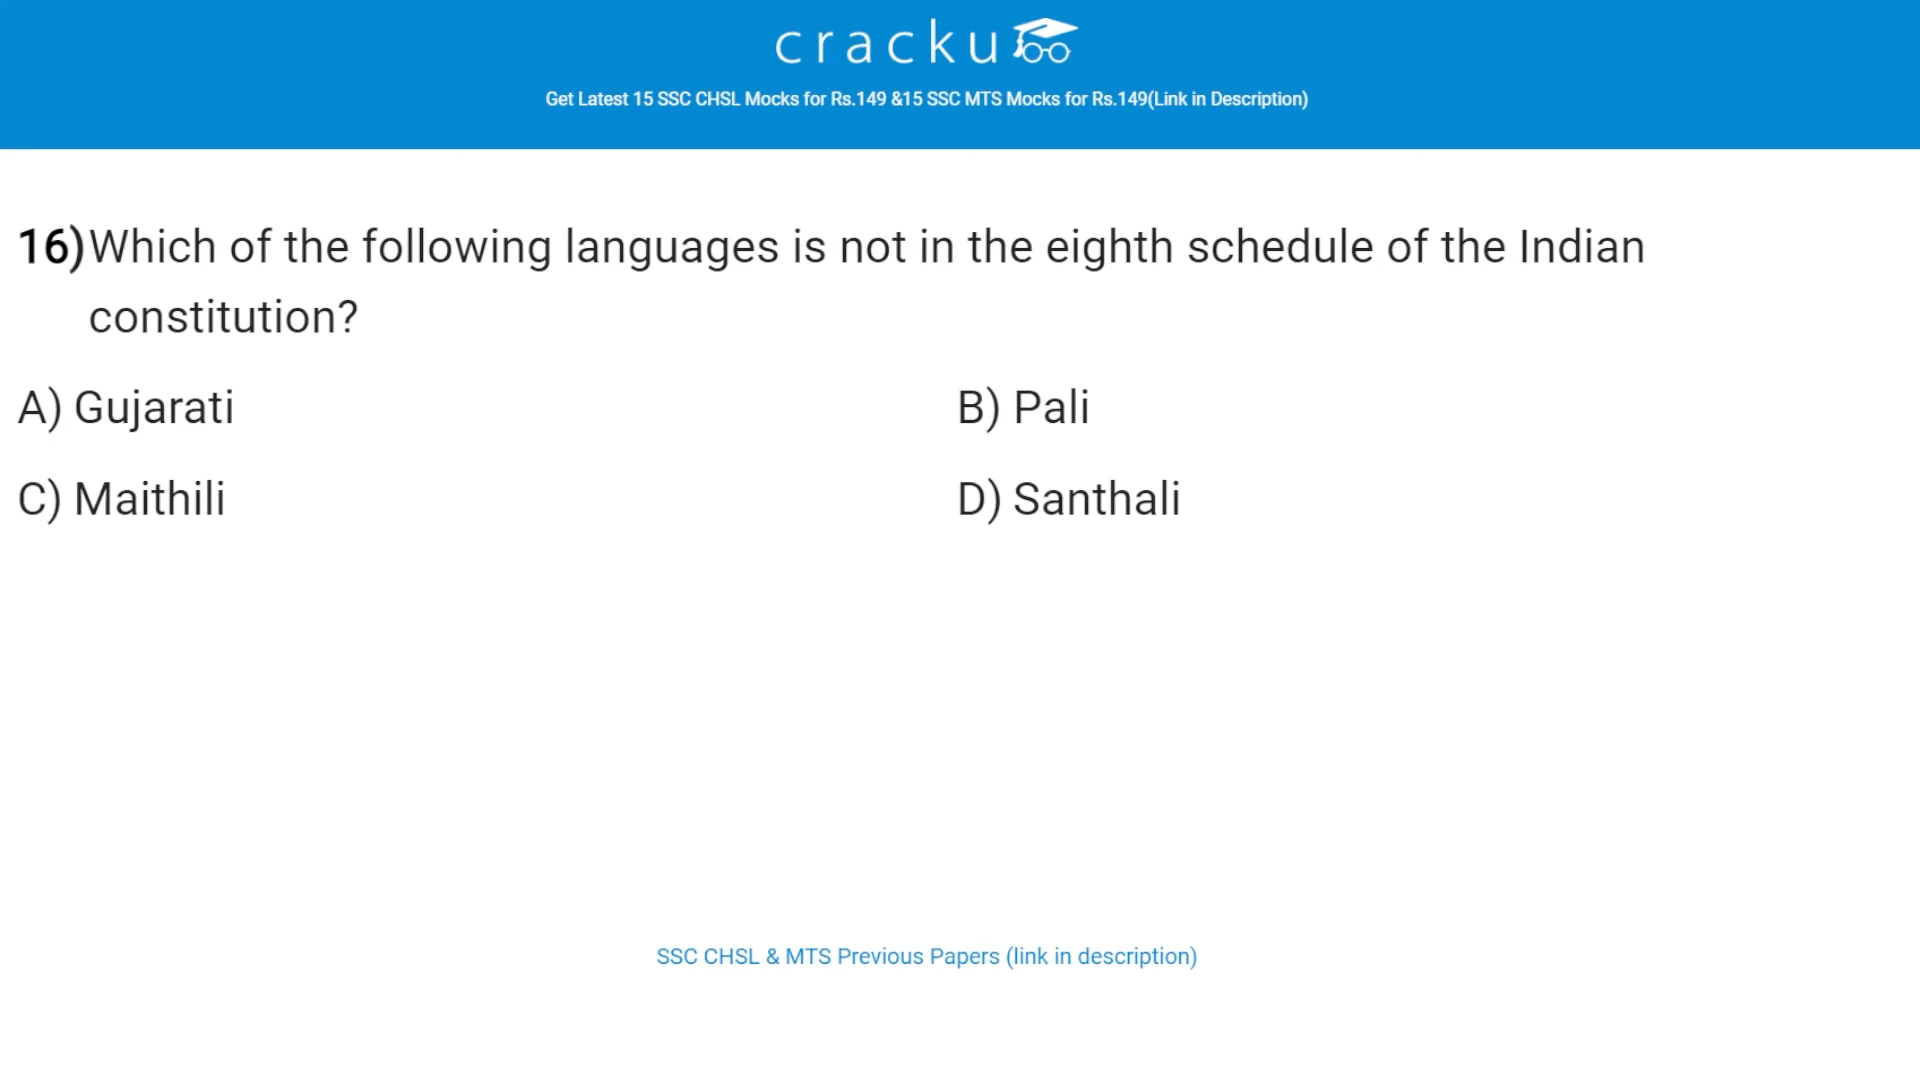 cracku
Get Latest 15 SSC CHSL Mocks for Rs.149 &15 SSC MTS Mocks for Rs.149(Link in Description)
16)Which of the following languages is not in the eighth schedule of the Indian
constitution?
A) Gujarati
B) Pali
C) Maithili
D) Santhali
SSC CHSL & MTS Previous Papers (link in description)